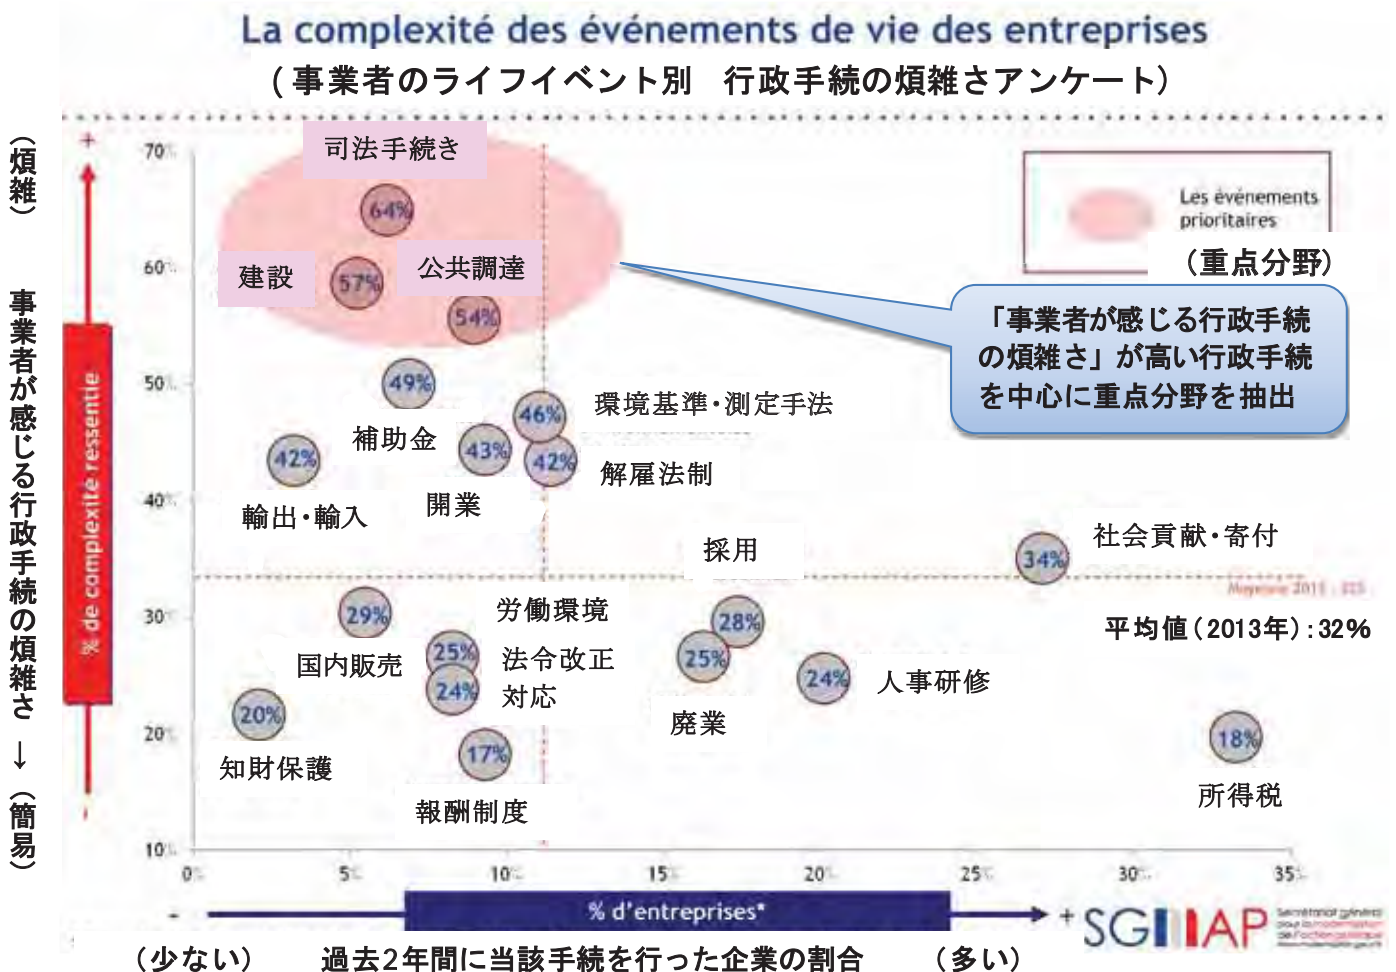 La complexité des événements de vie des entreprises
(事業者のライフイベント別　行政手続の煩雑さアンケート)
(煩雑)
事業者が感じる行政手続の煩雑さ
↓
(簡易)
+
% de complexité ressentie
-
70%
60%
50%
40%
30%
20%
10%
司法手続き
64%
建設
57%
公共調達
54%
Les événements
prioritaires
(重点分野)
「事業者が感じる行政手続
の煩雑さ」が高い行政手続
を中心に重点分野を抽出
49%
補助金
46%
環境基準・測定手法
43%
開業
42%
解雇法制
42%
輸出・輸入
採用
34%
社会貢献・寄付
平均値(2013年):32%
29%
国内販売
労働環境
25%
法令改正
対応
24%
28%
25%
廃業
24%
人事研修
20%
知財保護
17%
報酬制度
18%
所得税
0%
5%
10%
15%
20%
25%
30%
35%
-
% d'entreprises*
+
SGMAP
Secrétariat général
pour la modernisation
de l'action publique
(少ない)
過去2年間に当該手続を行った企業の割合
(多い)